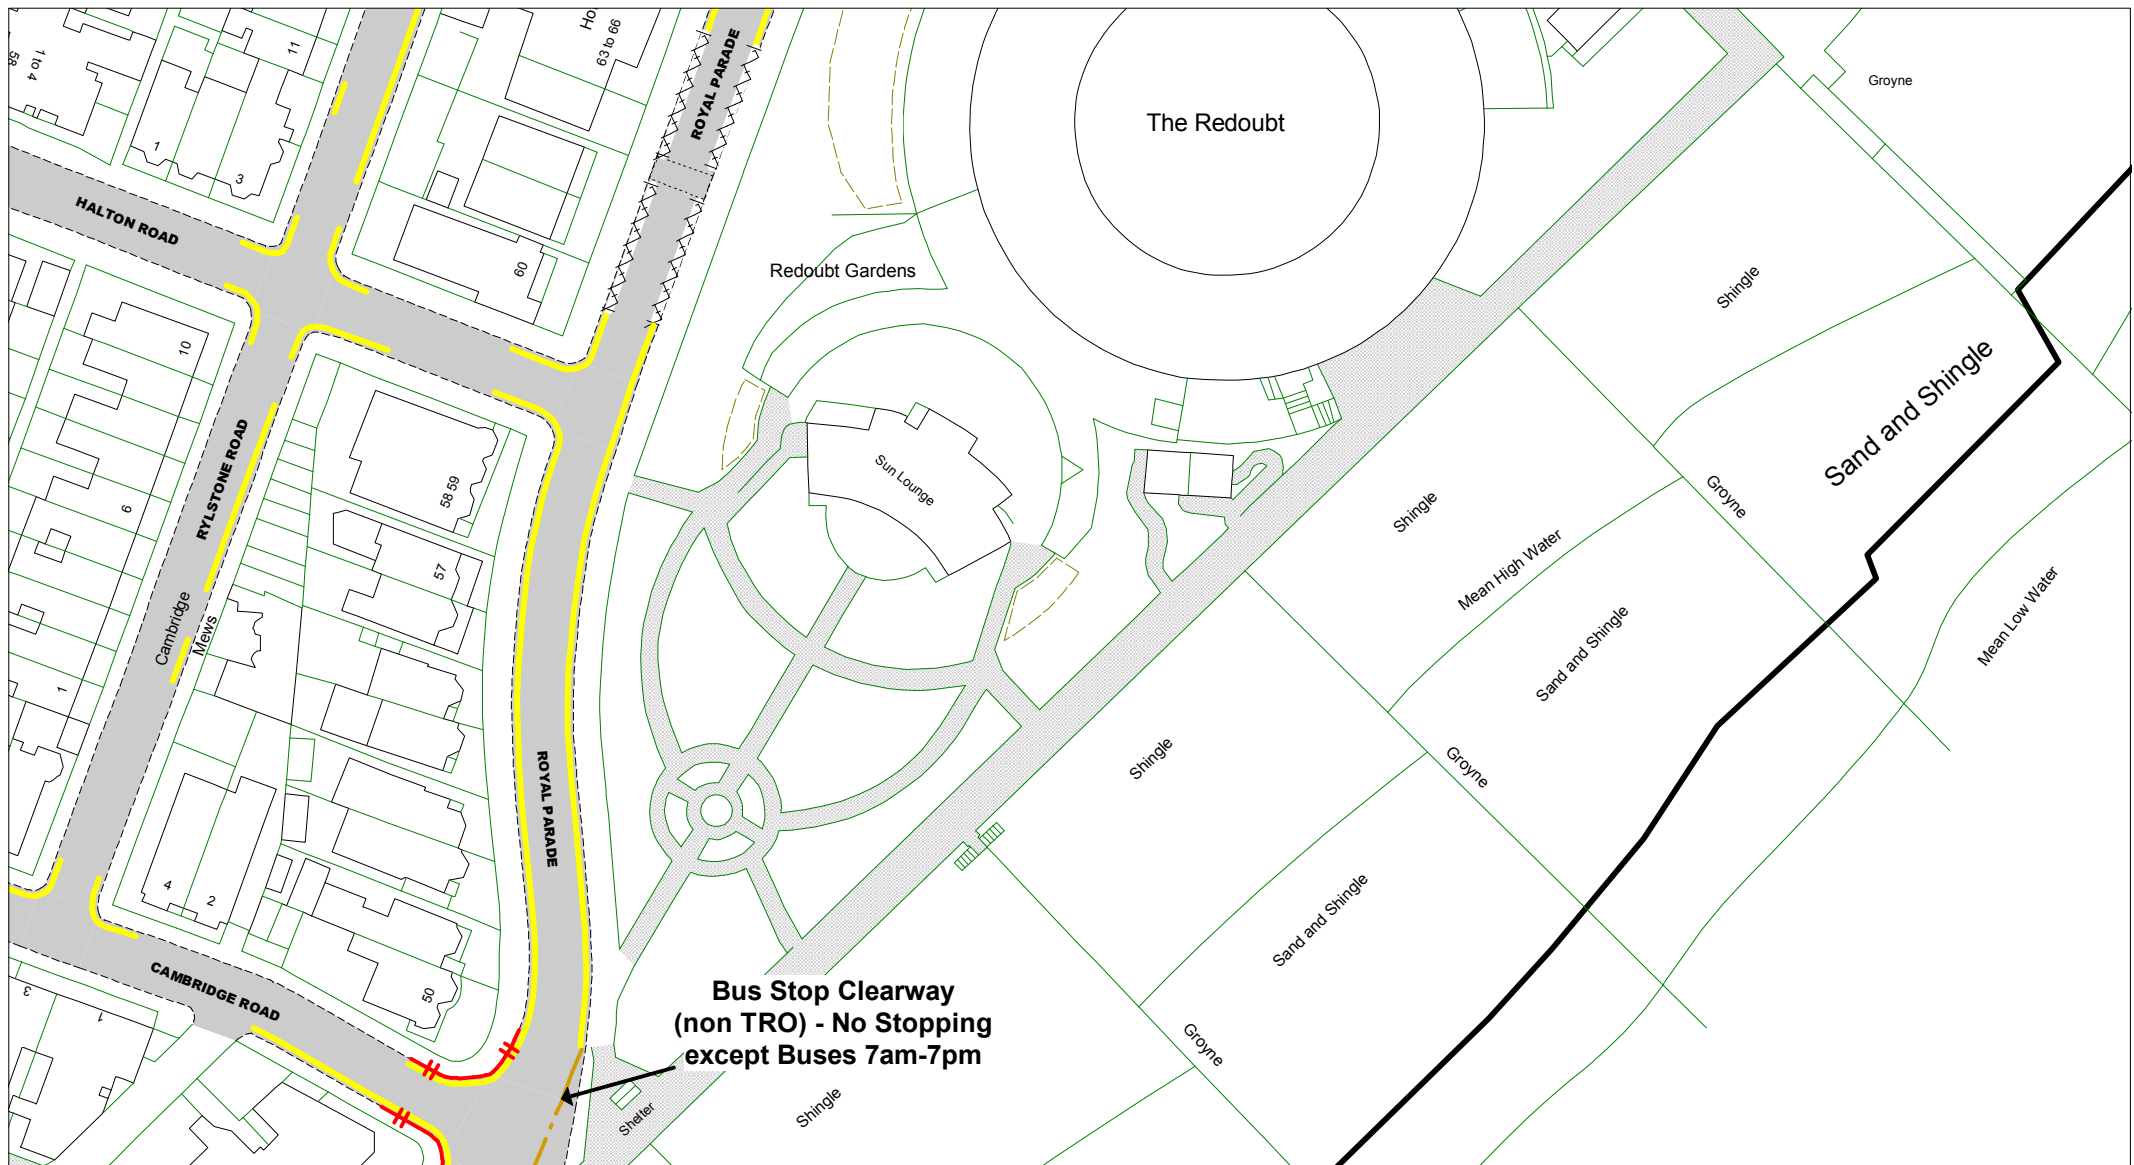 58
1 to 4
11
Ho
63 to 66
ROYAL PARADE
The Redoubt
Groyne
1
3
HALTON ROAD
60
Redoubt Gardens
Shingle
10
Sand and Shingle
RYLSTONE ROAD
58 59
Sun Lounge
Shingle
Groyne
6
57
Mean High Water
Mean Low Water
Cambridge
Mews
Sand and Shingle
1
ROYAL PARADE
Shingle
Groyne
4
2
Sand and Shingle
CAMBRIDGE ROAD
50
3
1
Bus Stop Clearway
(non TRO) - No Stopping
except Buses 7am-7pm
Groyne
Shingle
Shelter